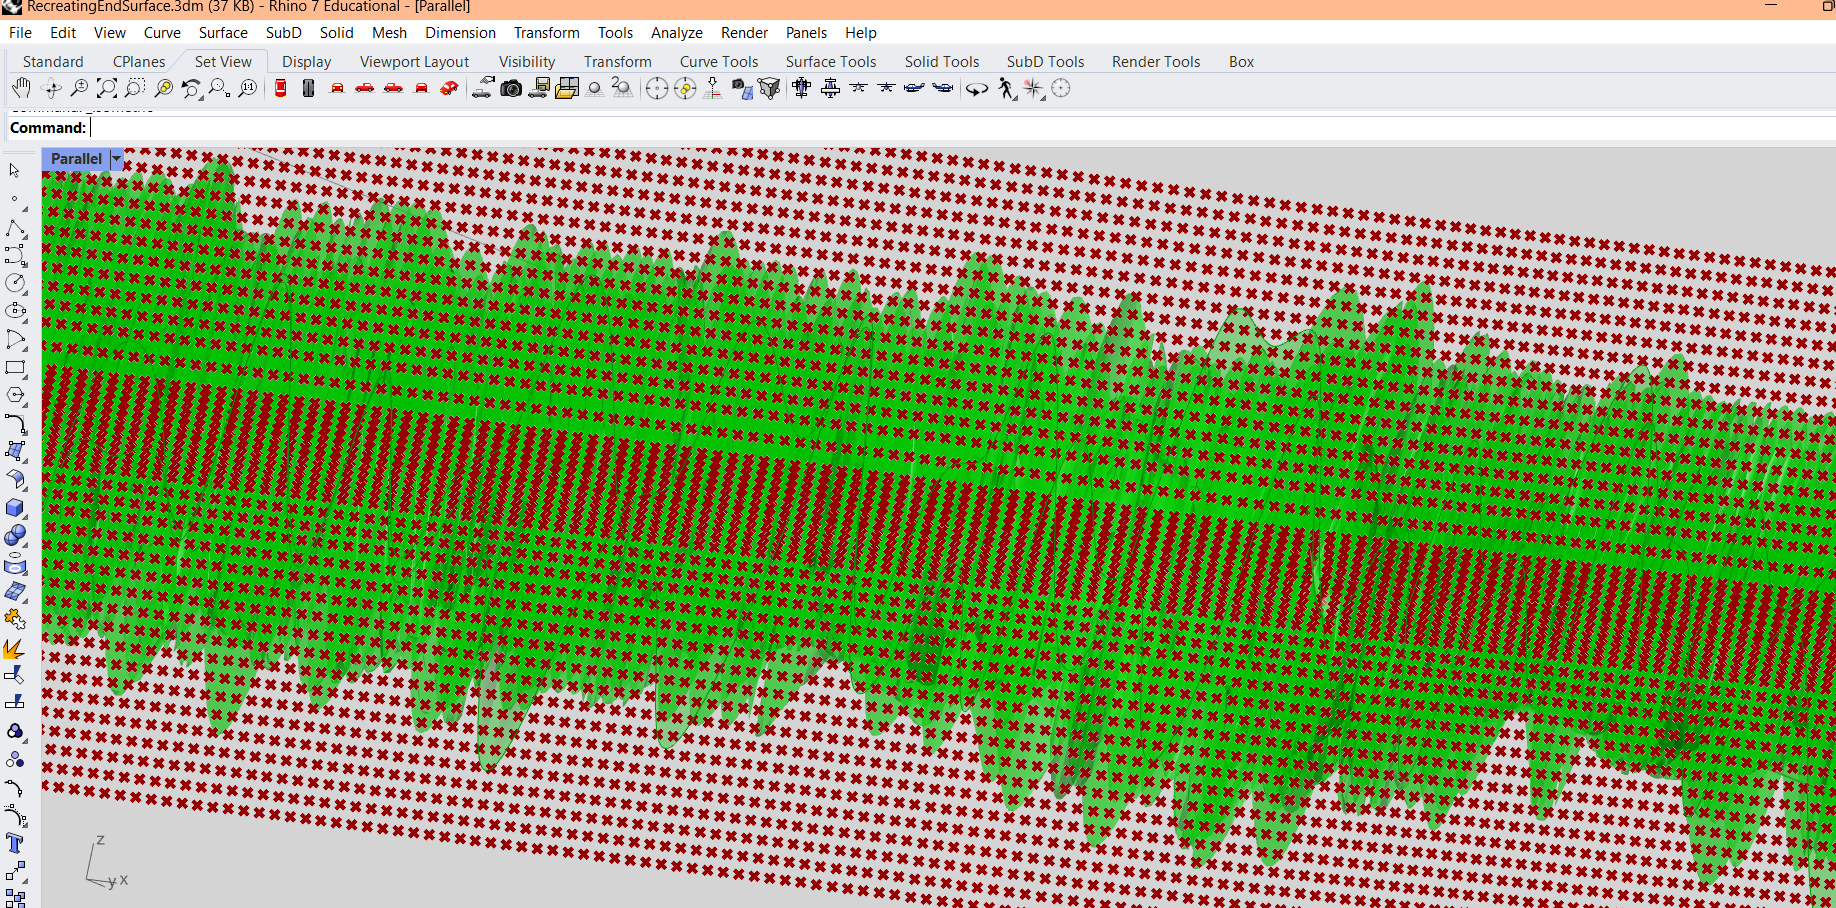 RecreatingEndSurface.3dm (37 KB) - Rhino 7 Educational - [Parallel]
File Edit View Curve Surface SubD Solid Mesh Dimension Transform Tools Analyze Render Panels Help
Standard CPlanes Set View Display Viewport Layout Visibility Transform Curve Tools Surface Tools Solid Tools SubD Tools Render Tools Box
Command:
Parallel
z
y x